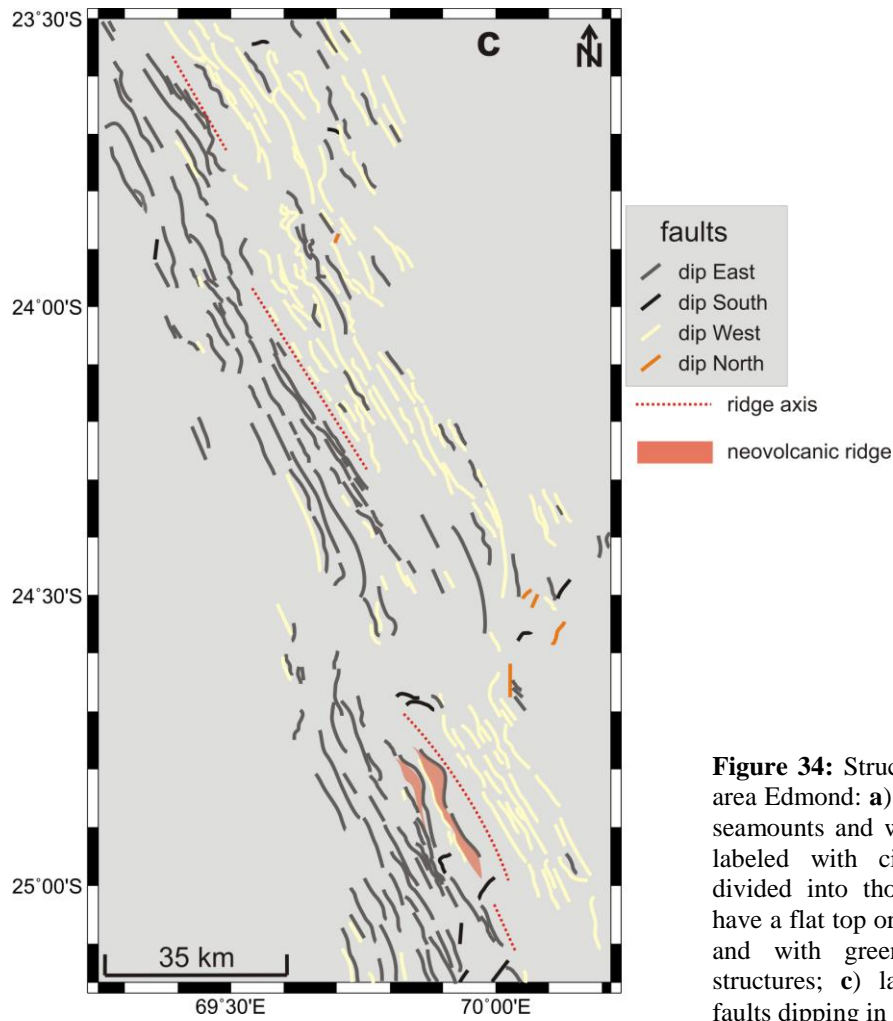 23˚30'S
C
N
24˚00'S
24˚30'S
25˚00'S
35 km
69˚30'E
70˚00'E
faults
dip East
dip South
dip West
dip North
ridge axis
neovolcanic ridge
Figure 34: Struc
area Edmond: a)
seamounts and v
labeled with ci
divided into tho
have a flat top or
and with green
structures; c) la
faults dipping in